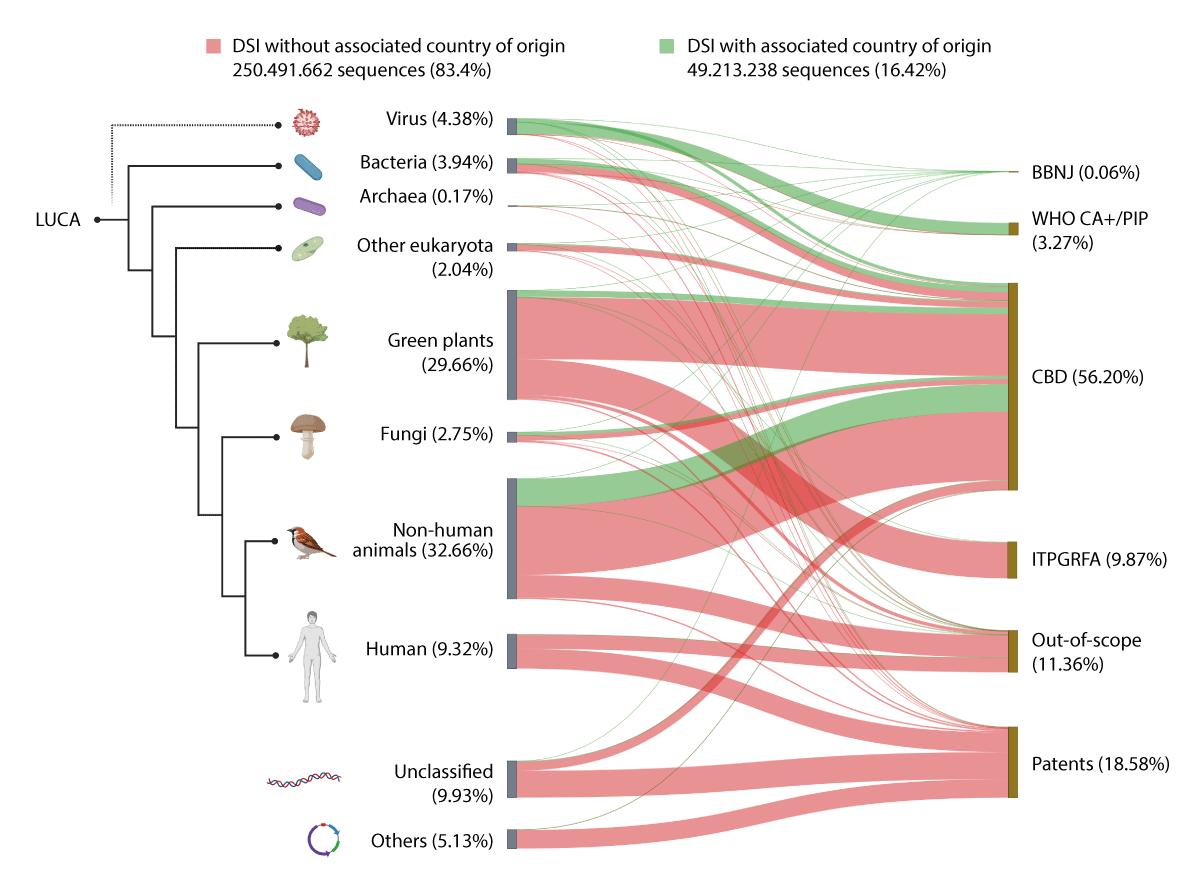 DSI without associated country of origin
250.491.662 sequences (83.4%)
DSI with associated country of origin
49.213.238 sequences (16.42%)
LUCA
Virus (4.38%)
Bacteria (3.94%)
Archaea (0.17%)
Other eukaryota
(2.04%)
Green plants
(29.66%)
Fungi (2.75%)
Non-human
animals (32.66%)
Human (9.32%)
Unclassified
(9.93%)
Others (5.13%)
BBNJ (0.06%)
WHO CA+/PIP
(3.27%)
CBD (56.20%)
ITPGRFA (9.87%)
Out-of-scope
(11.36%)
Patents (18.58%)